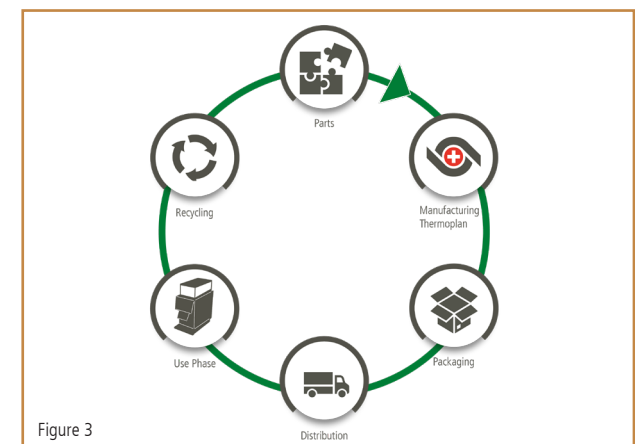 Parts
Manufacturing
Thermoplan
Packaging
Distribution
Use Phase
Recycling
Figure 3